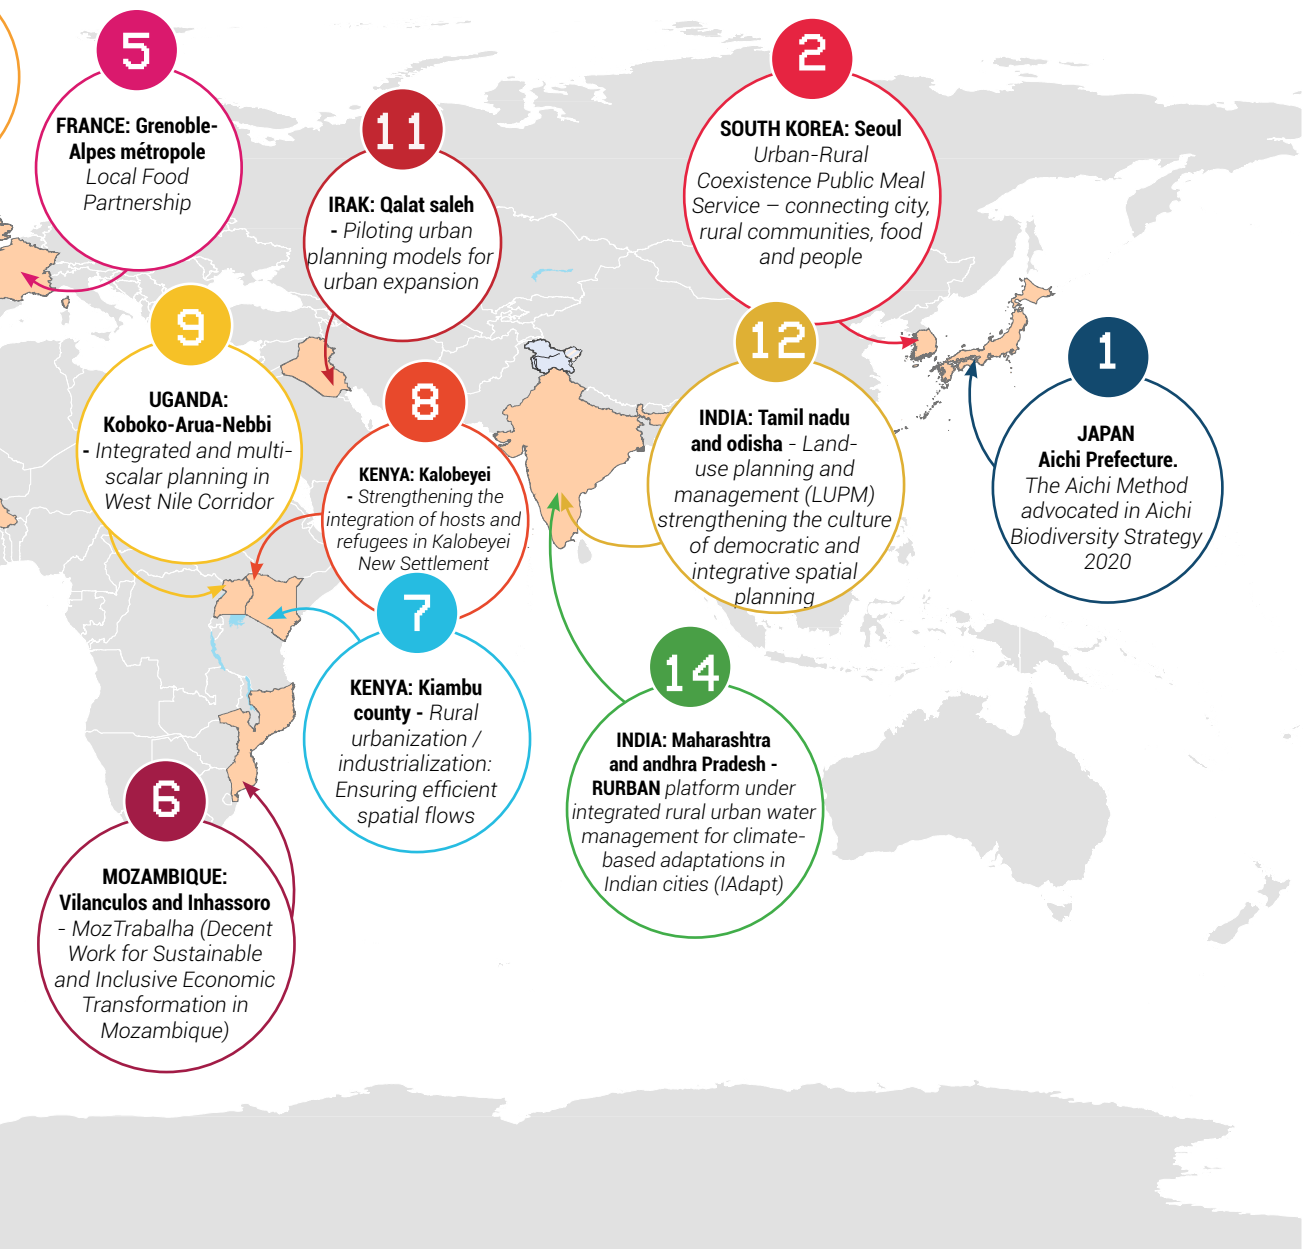 5
FRANCE: Grenoble-
Alpes métropole
Local Food
Partnership
11
IRAK: Qalat saleh
- Piloting urban
planning models for
urban expansion
2
SOUTH KOREA: Seoul
Urban-Rural
Coexistence Public Meal
Service – connecting city,
rural communities, food
and people
9
UGANDA:
Koboko-Arua-Nebbi
- Integrated and multi-
scalar planning in
West Nile Corridor
8
KENYA: Kalobeyei
- Strengthening the
integration of hosts and
refugees in Kalobeyei
New Settlement
12
INDIA: Tamil nadu
and odisha - Land-
use planning and
management (LUPM)
strengthening the culture
of democratic and
integrative spatial
planning
1
JAPAN
Aichi Prefecture.
The Aichi Method
advocated in Aichi
Biodiversity Strategy
2020
7
KENYA: Kiambu
county - Rural
urbanization /
industrialization:
Ensuring efficient
spatial flows
14
INDIA: Maharashtra
and andhra Pradesh -
RURBAN platform under
integrated rural urban water
management for climate-
based adaptations in
Indian cities (IAdapt)
6
MOZAMBIQUE:
Vilanculos and Inhassoro
- MozTrabalha (Decent
Work for Sustainable
and Inclusive Economic
Transformation in
Mozambique)